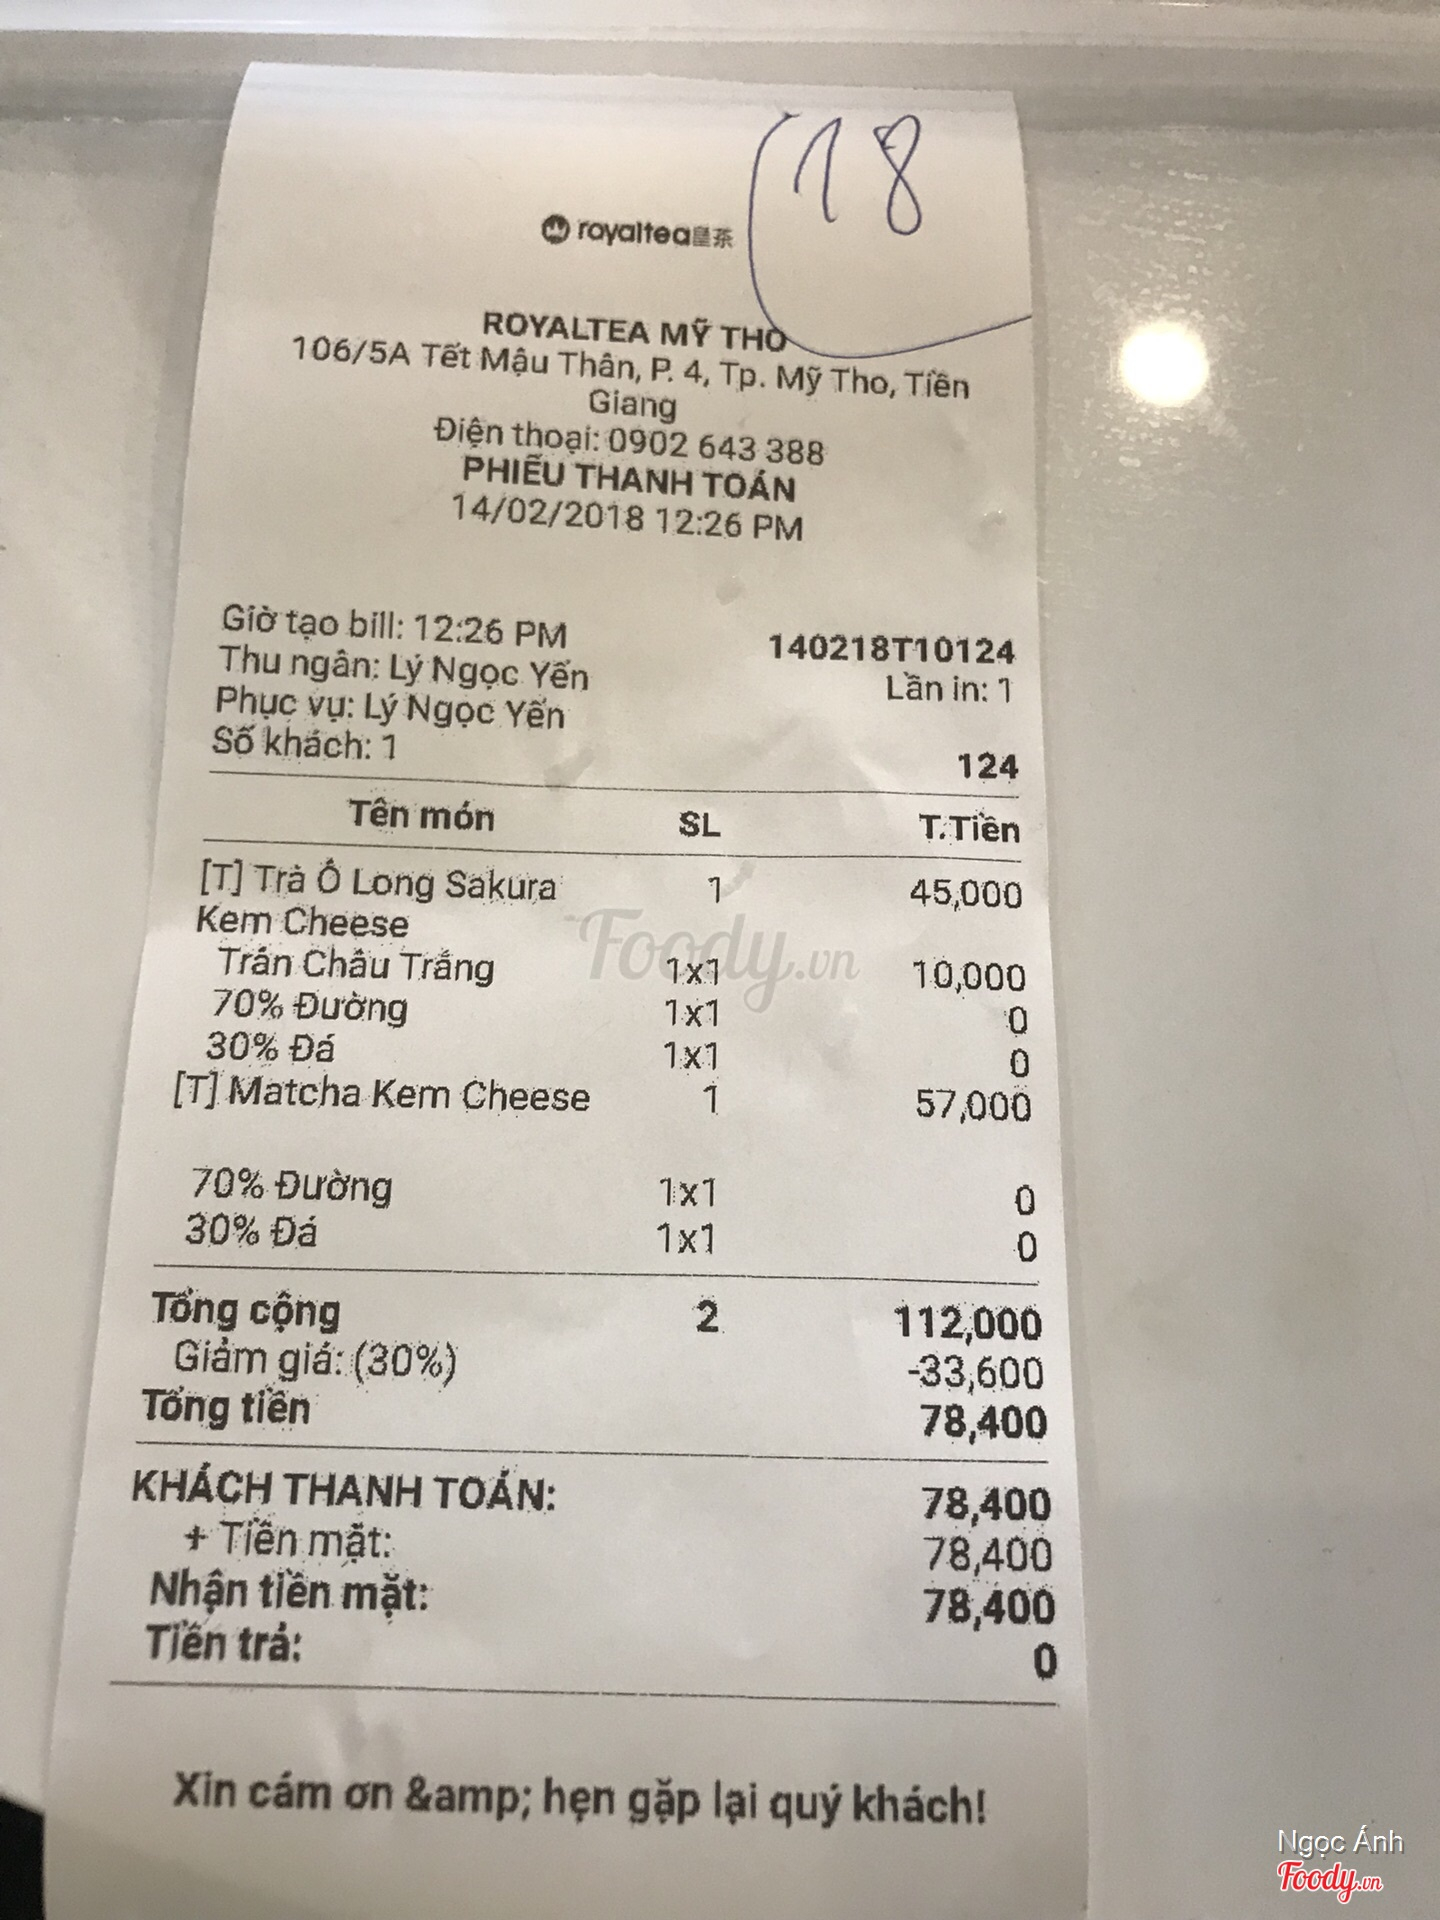 18
royaltea皇茶
ROYALTEA MỸ THO
106/5A Tết Mậu Thân, P. 4, Tp. Mỹ Tho, Tiền
Giang
Điện thoại: 0902 643 388
PHIẾU THANH TOÁN
14/02/2018 12:26 PM
Giờ tạo bill: 12:26 PM 140218T10124
Thu ngân: Lý Ngọc Yến Lần in: 1
Phục vụ: Lý Ngọc Yến
Số khách: 1 124
Tên món SL T.Tiền
[T] Trà Ô Long Sakura 1 45,000
Kem Cheese
Trân Châu Trắng 1x1 10,000
70% Đường 1x1 0
30% Đá 1x1 0
[T] Matcha Kem Cheese 1 57,000
70% Đường 1x1 0
30% Đá 1x1 0
Tổng cộng 2 112,000
Giảm giá: (30%) -33,600
Tổng tiền 78,400
KHÁCH THANH TOÁN: 78,400
+ Tiền mặt: 78,400
Nhận tiền mặt: 78,400
Tiền trả: 0
Xin cám ơn &amp; hẹn gặp lại quý khách!
Foody.vn
Ngọc Ánh
Foody.vn